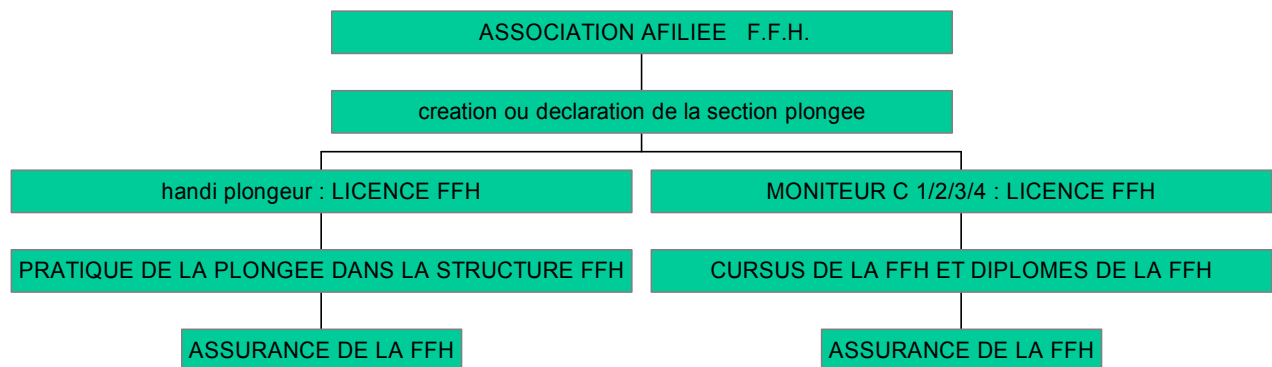 ASSOCIATION AFILIEE F.F.H.
creation ou declaration de la section plongee
handi plongeur : LICENCE FFH
MONITEUR C 1/2/3/4 : LICENCE FFH
PRATIQUE DE LA PLONGEE DANS LA STRUCTURE FFH
CURSUS DE LA FFH ET DIPLOMES DE LA FFH
ASSURANCE DE LA FFH
ASSURANCE DE LA FFH